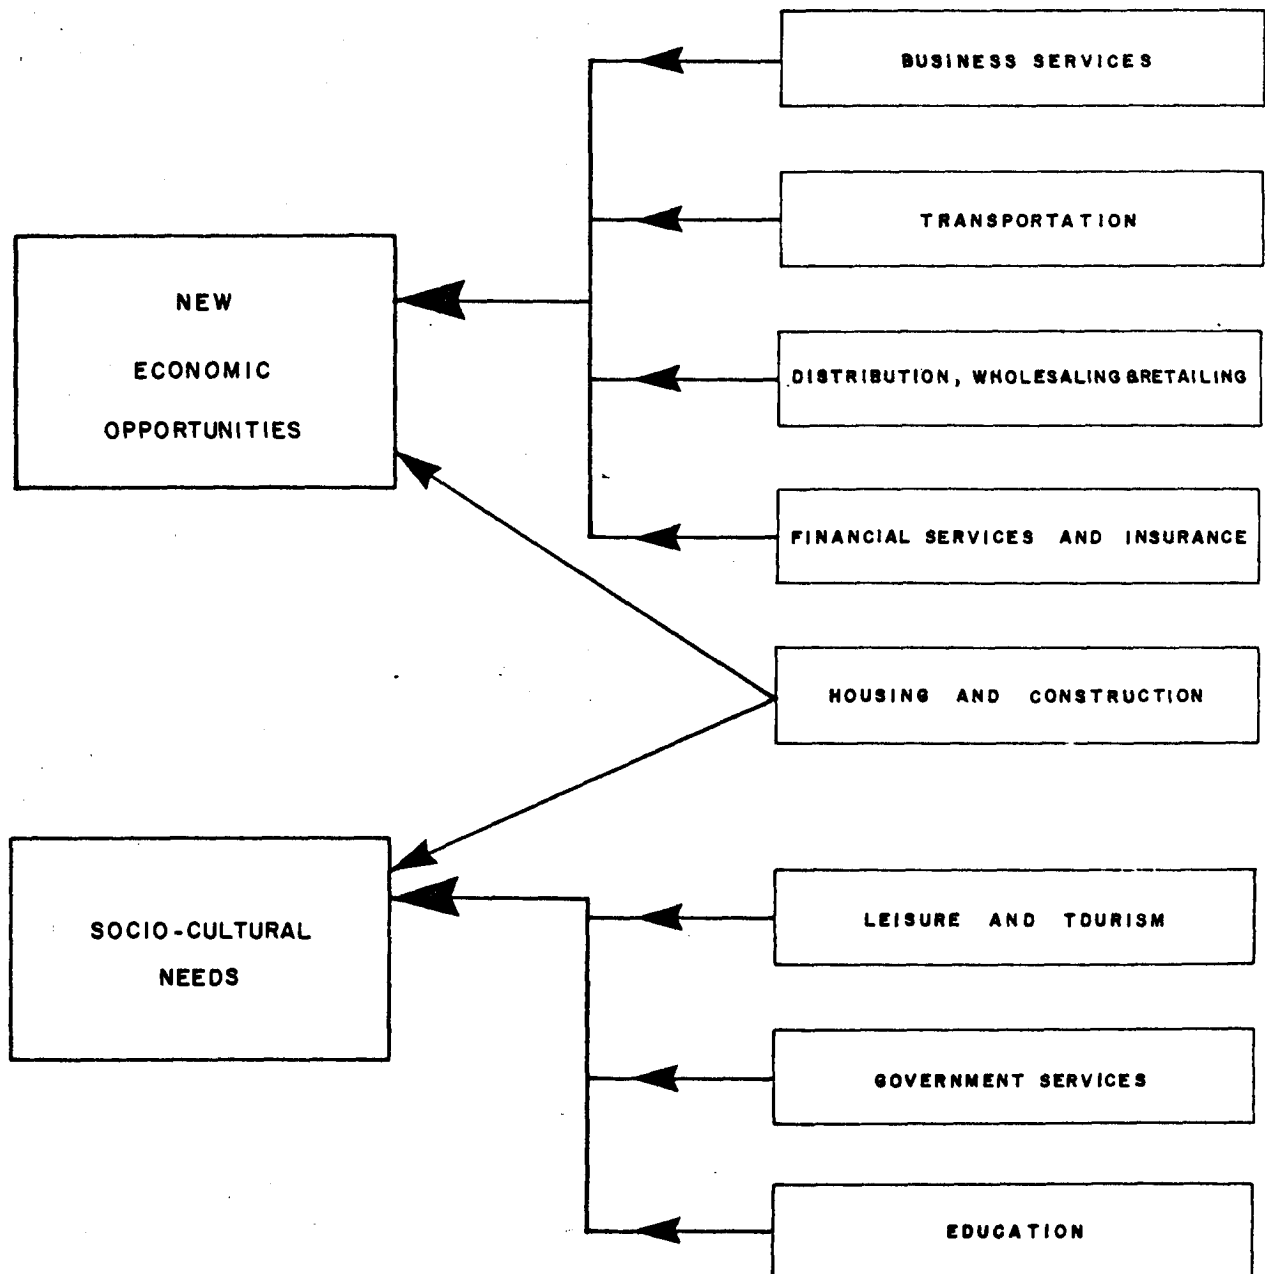 BUSINESS SERVICES
TRANSPORTATION
NEW
ECONOMIC
OPPORTUNITIES
DISTRIBUTION, WHOLESALING & RETAILING
FINANCIAL SERVICES AND INSURANCE
HOUSING AND CONSTRUCTION
SOCIO-CULTURAL
NEEDS
LEISURE AND TOURISM
GOVERNMENT SERVICES
EDUCATION